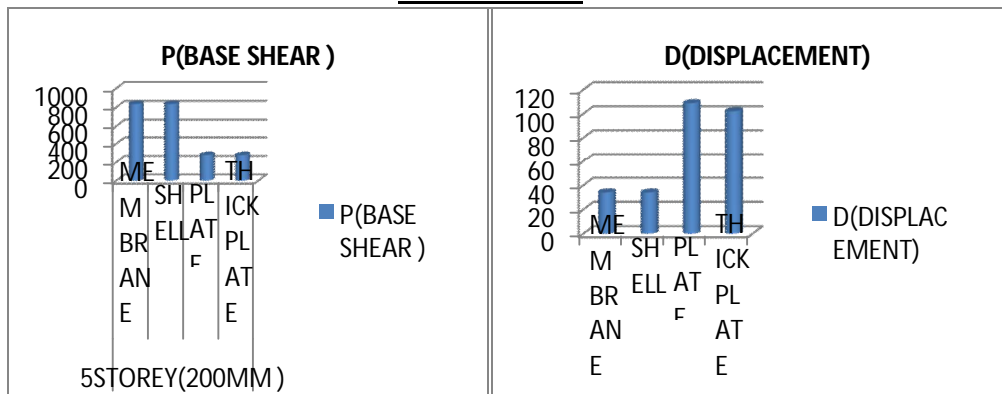 P(BASE SHEAR )
1000
800
600
400
200
0
ME
M
BR
AN
E
SH
ELL
PL
AT
E
TH
ICK
PL
AT
E
5STOREY(200MM )
P(BASE
SHEAR )
D(DISPLACEMENT)
120
100
80
60
40
20
0
ME
M
BR
AN
E
SH
ELL
PL
AT
E
TH
ICK
PL
AT
E
D(DISPLAC
EMENT)